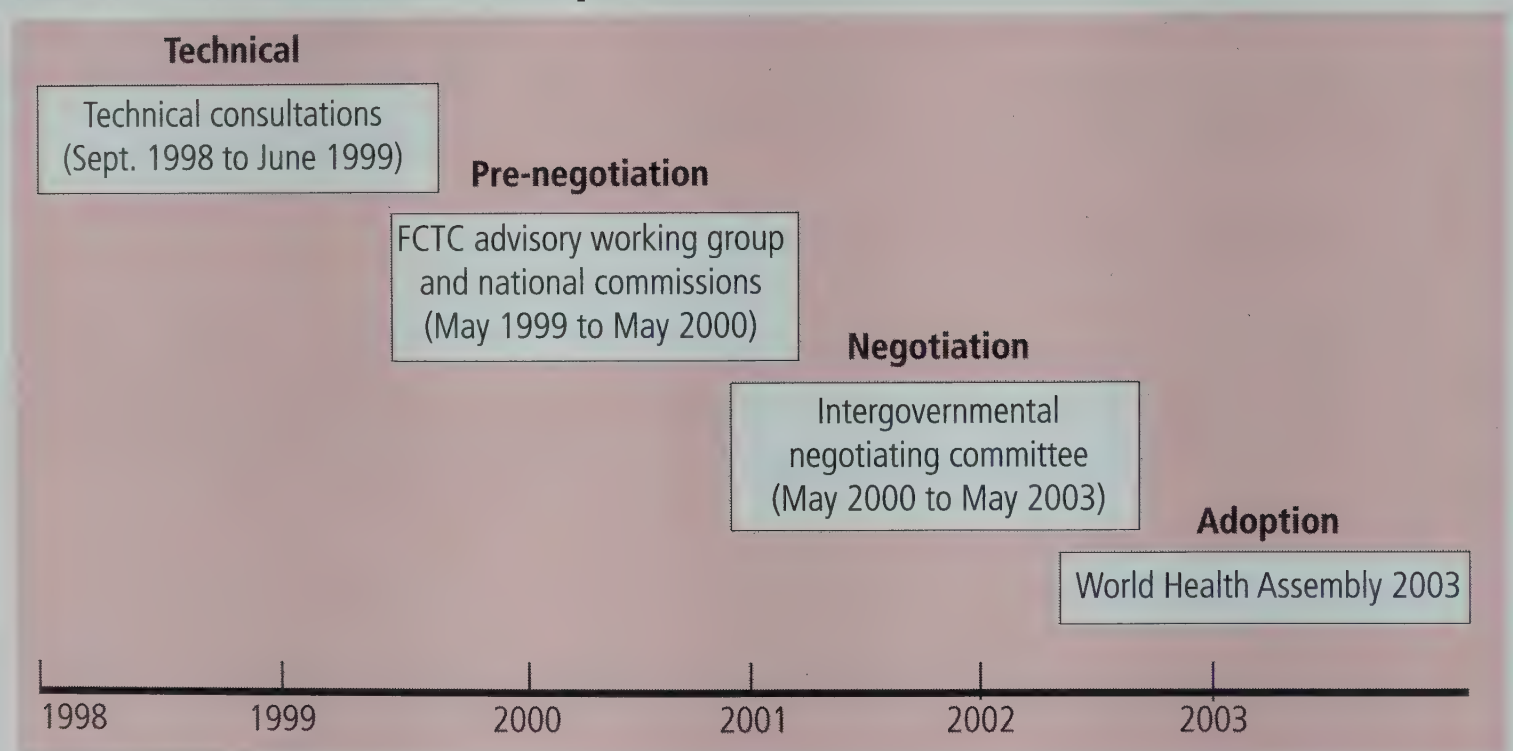 Technical
Technical consultations
(Sept. 1998 to June 1999)
Pre-negotiation
FCTC advisory working group
and national commissions
(May 1999 to May 2000)
Negotiation
Intergovernmental
negotiating committee
(May 2000 to May 2003)
Adoption
World Health Assembly 2003
1998 1999 2000 2001 2002 2003